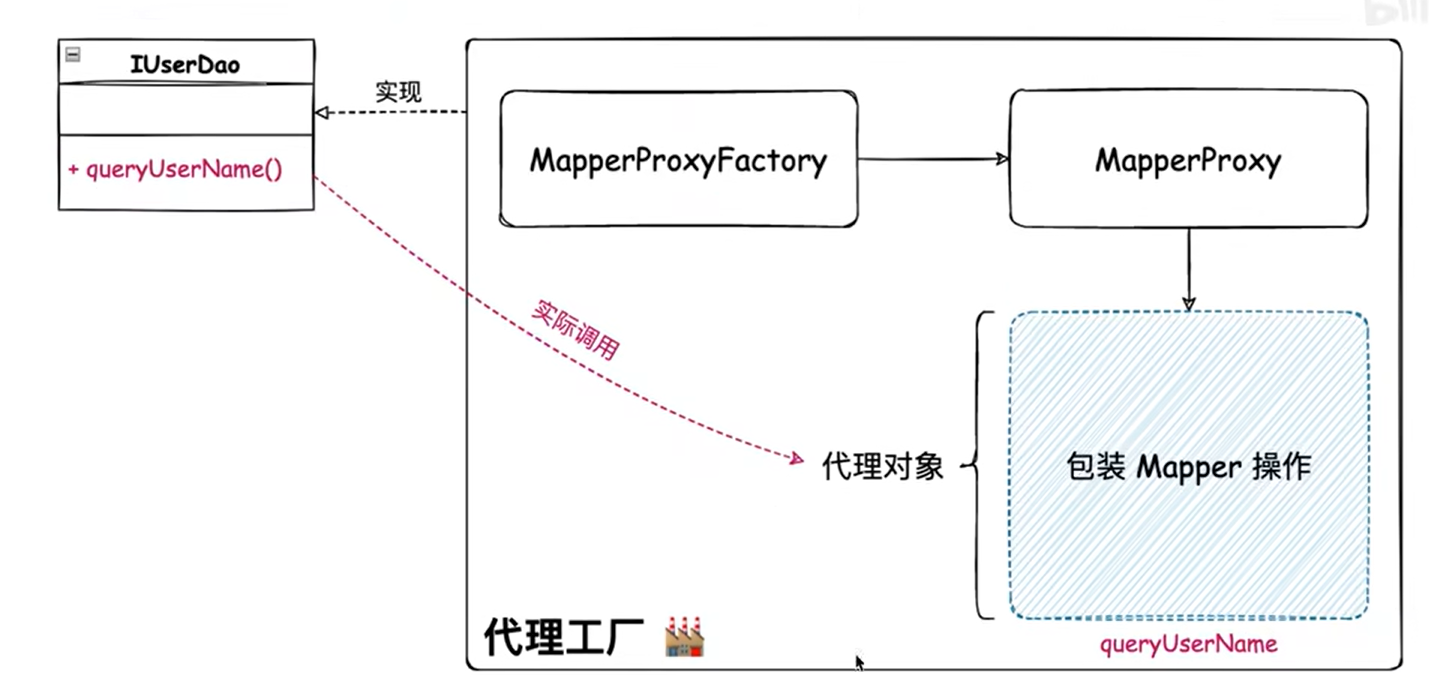 IUserDao
实现
MapperProxyFactory
MapperProxy
+ queryUserName()
实际调用
代理对象
包装 Mapper 操作
代理工厂
queryUserName